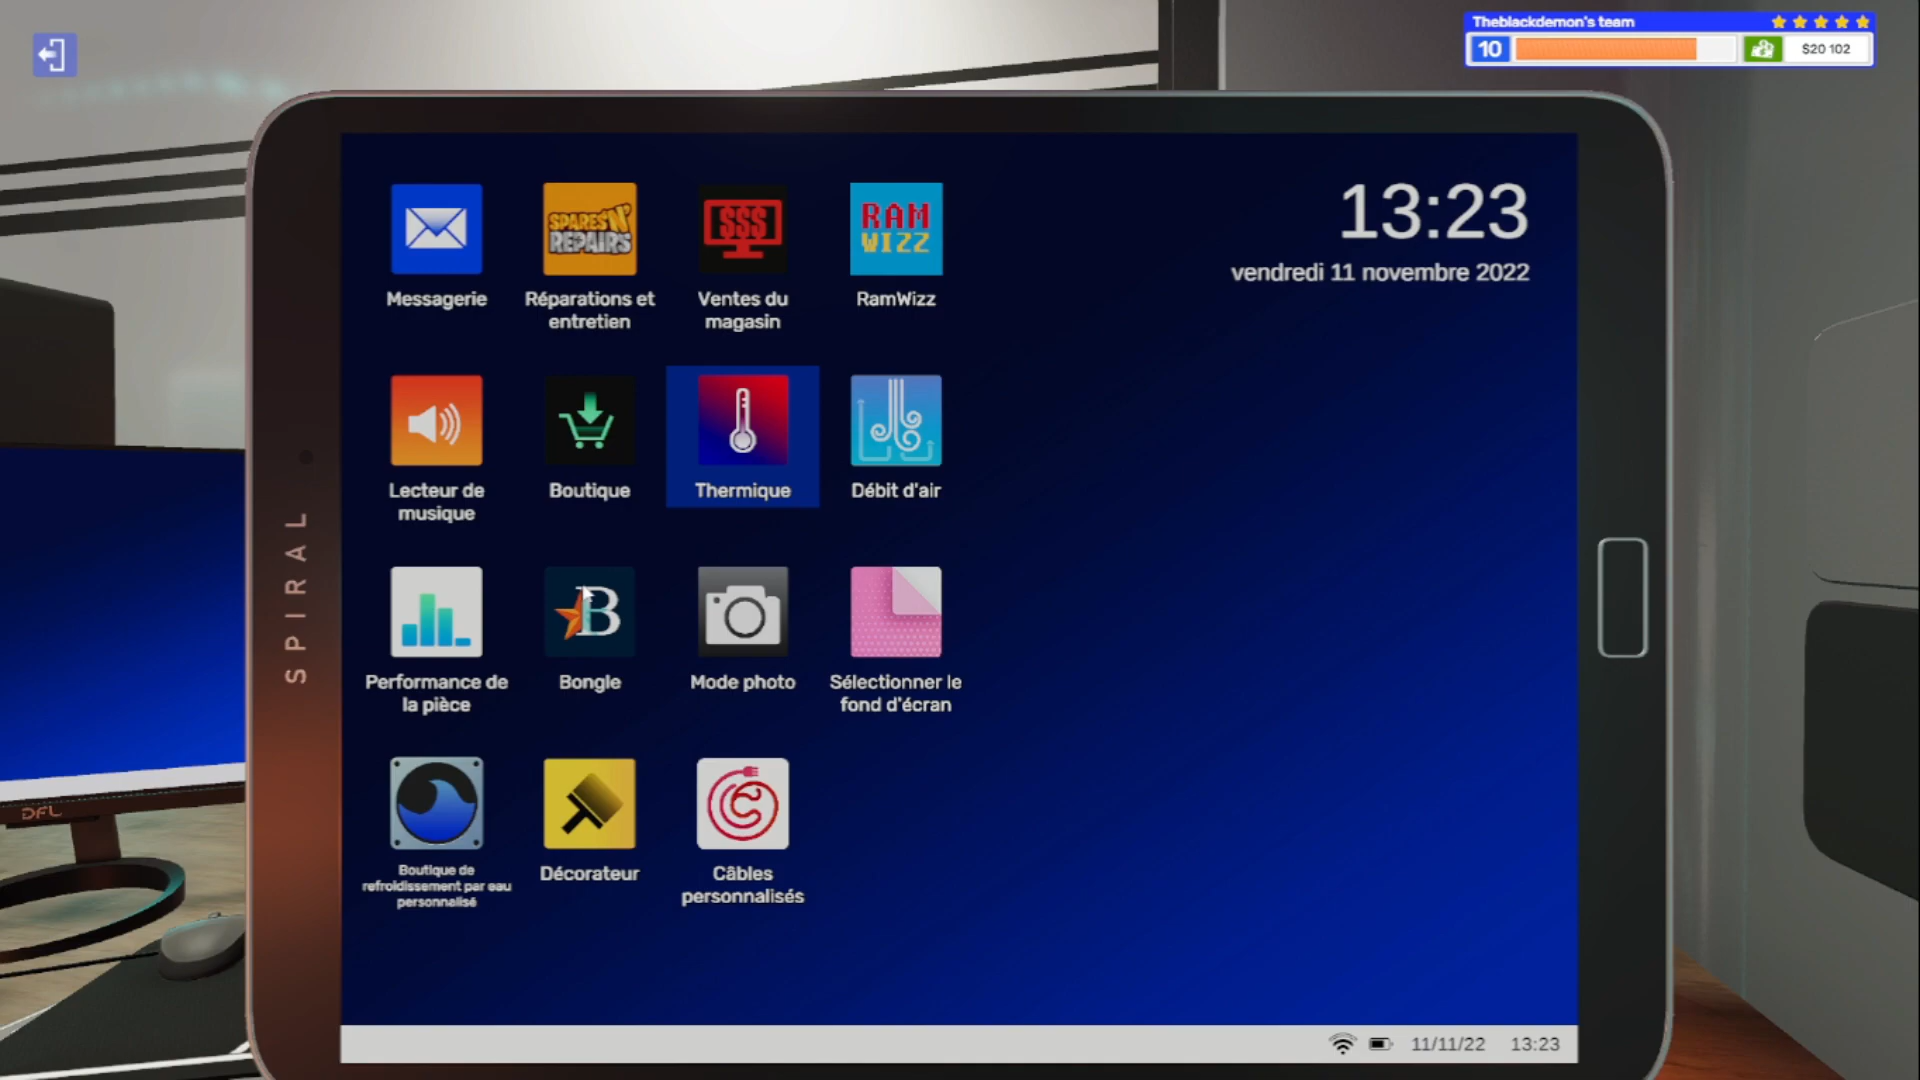 Theblackdemon's team
10
$20 102
13:23
vendredi 11 novembre 2022
SPARES N' REPAIRS
$$$
RAM WIZZ
Messagerie
Réparations et entretien
Ventes du magasin
RamWizz
Lecteur de musique
Boutique
Thermique
Débit d'air
B
Performance de la pièce
Bongle
Mode photo
Sélectionner le fond d'écran
C
Boutique de refroidissement par eau personnalisé
Décorateur
Câbles personnalisés
SPIRAL
DFL
11/11/22 13:23